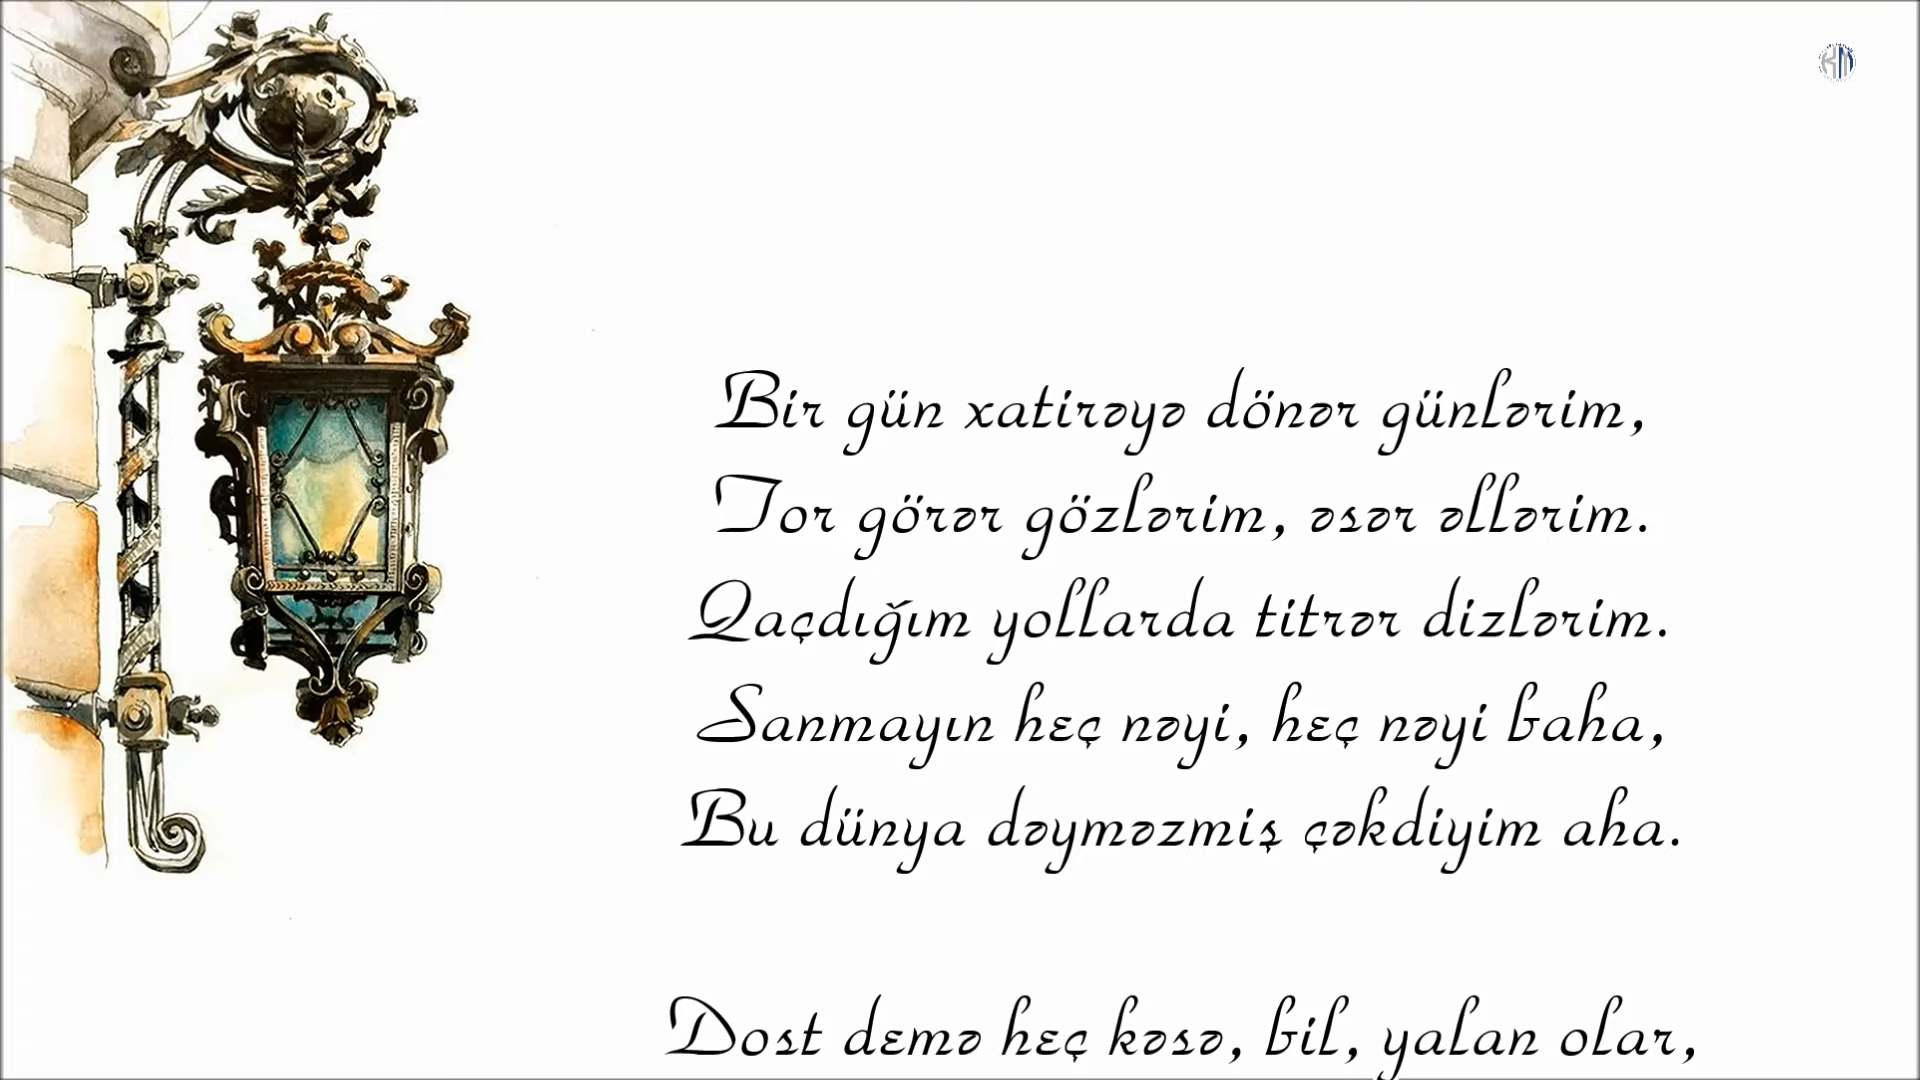 Bir gün xatirəyə dönər günlərim,
Tor görər gözlərim, əsər əllərim.
Qaçdığım yollarda titrər dizlərim.
Sanmayın heç nəyi, heç nəyi baha,
Bu dünya dəyməzmiş çəkdiyim aha.
Dost demə heç kəsə, bil, yalan olar,